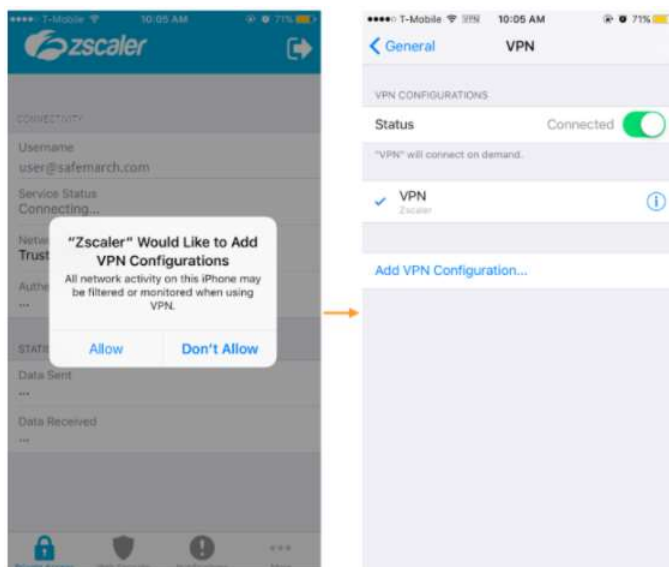 T-Mobile 10:05 AM 71%
zscaler
CONNECTIVITY
Username
user@safemarch.com
Service Status
Connecting...
Trust
"Zscaler" Would Like to Add
VPN Configurations
All network activity on this iPhone may
be filtered or monitored when using
VPN.
Allow Don't Allow
Data Sent
...
Data Received
...
T-Mobile VPN 10:05 AM 71%
General VPN
VPN CONFIGURATIONS
Status Connected
"VPN" will connect on demand.
VPN
Zscaler
Add VPN Configuration...